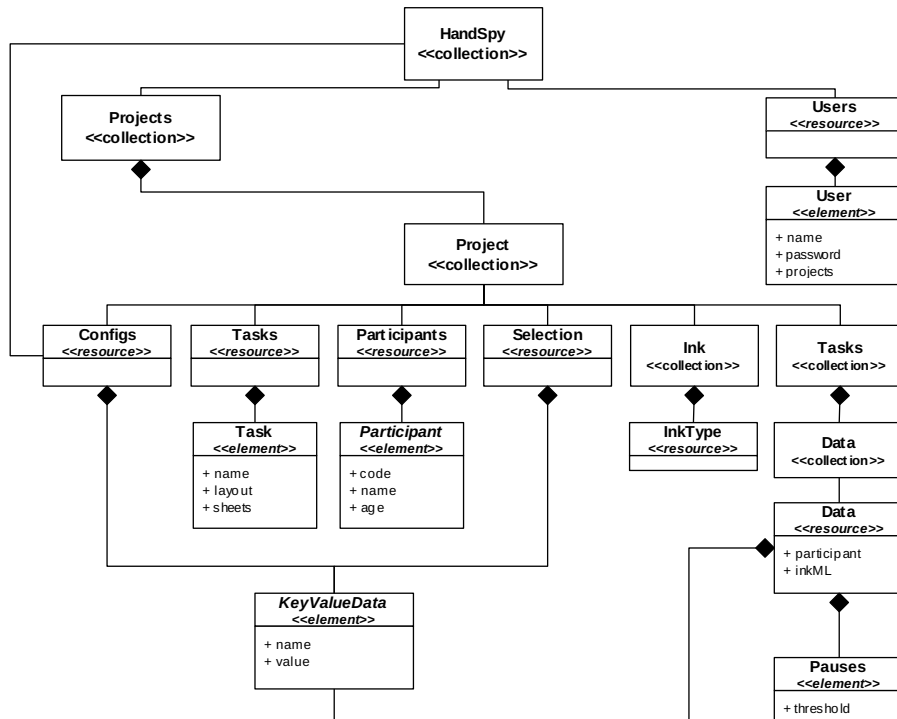 HandSpy
<<collection>>
Projects
<<collection>>
Users
<<resource>>
User
<<element>>
+ name
+ password
+ projects
Project
<<collection>>
Configs
<<resource>>
Tasks
<<resource>>
Participants
<<resource>>
Selection
<<resource>>
Ink
<<collection>>
Tasks
<<collection>>
Task
<<element>>
+ name
+ layout
+ sheets
Participant
<<element>>
+ code
+ name
+ age
InkType
<<resource>>
Data
<<collection>>
Data
<<resource>>
+ participant
+ inkML
KeyValueData
<<element>>
+ name
+ value
Pauses
<<element>>
+ threshold